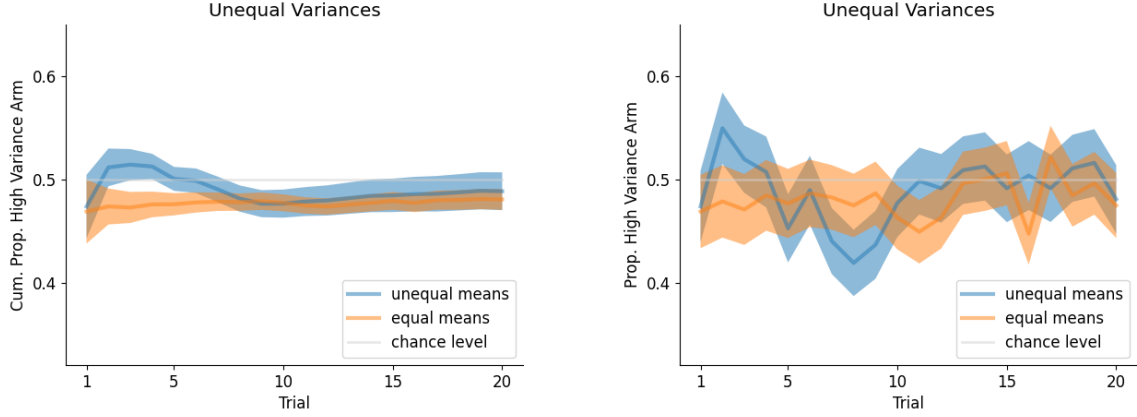 Unequal Variances
Cum. Prop. High Variance Arm
0.6
0.5
0.4
unequal means
equal means
chance level
1
5
10
15
20
Trial
Unequal Variances
Prop. High Variance Arm
0.6
0.5
0.4
unequal means
equal means
chance level
1
5
10
15
20
Trial